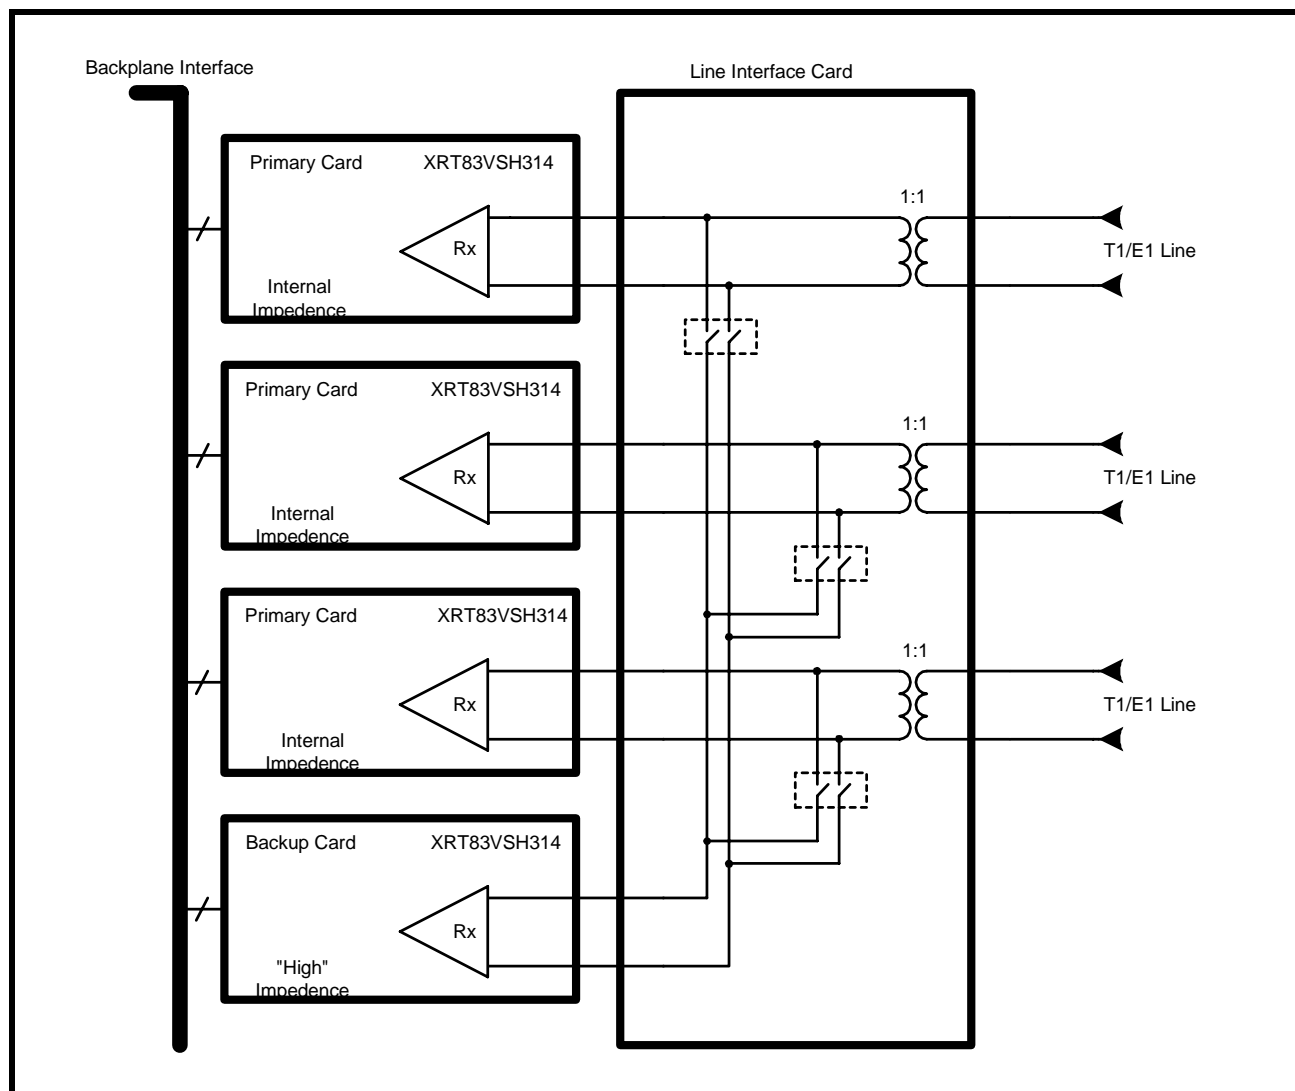 Backplane Interface
Line Interface Card
Primary Card XRT83VSH314
1:1
Rx
T1/E1 Line
Internal
Impedence
Primary Card XRT83VSH314
1:1
Rx
T1/E1 Line
Internal
Impedence
Primary Card XRT83VSH314
1:1
Rx
T1/E1 Line
Internal
Impedence
Backup Card XRT83VSH314
Rx
"High"
Impedence